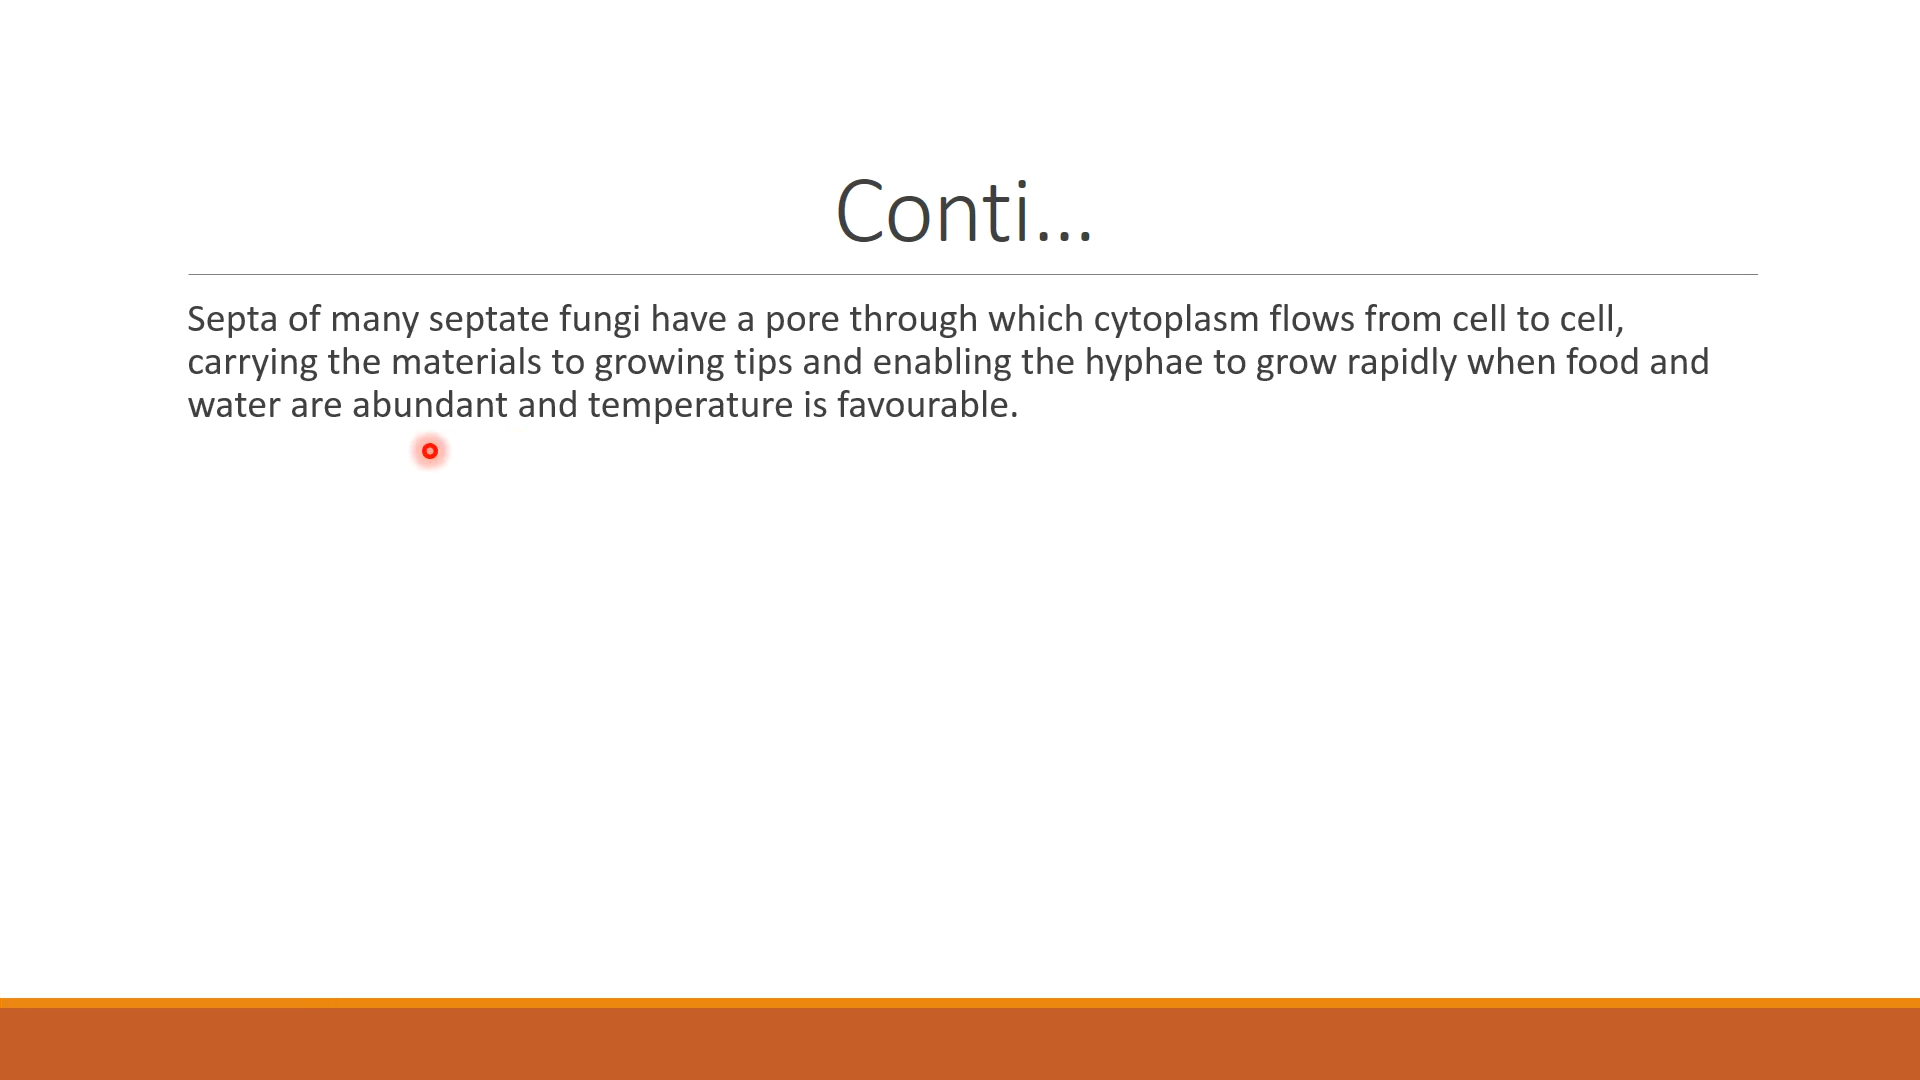 Conti...
Septa of many septate fungi have a pore through which cytoplasm flows from cell to cell,
carrying the materials to growing tips and enabling the hyphae to grow rapidly when food and
water are abundant and temperature is favourable.